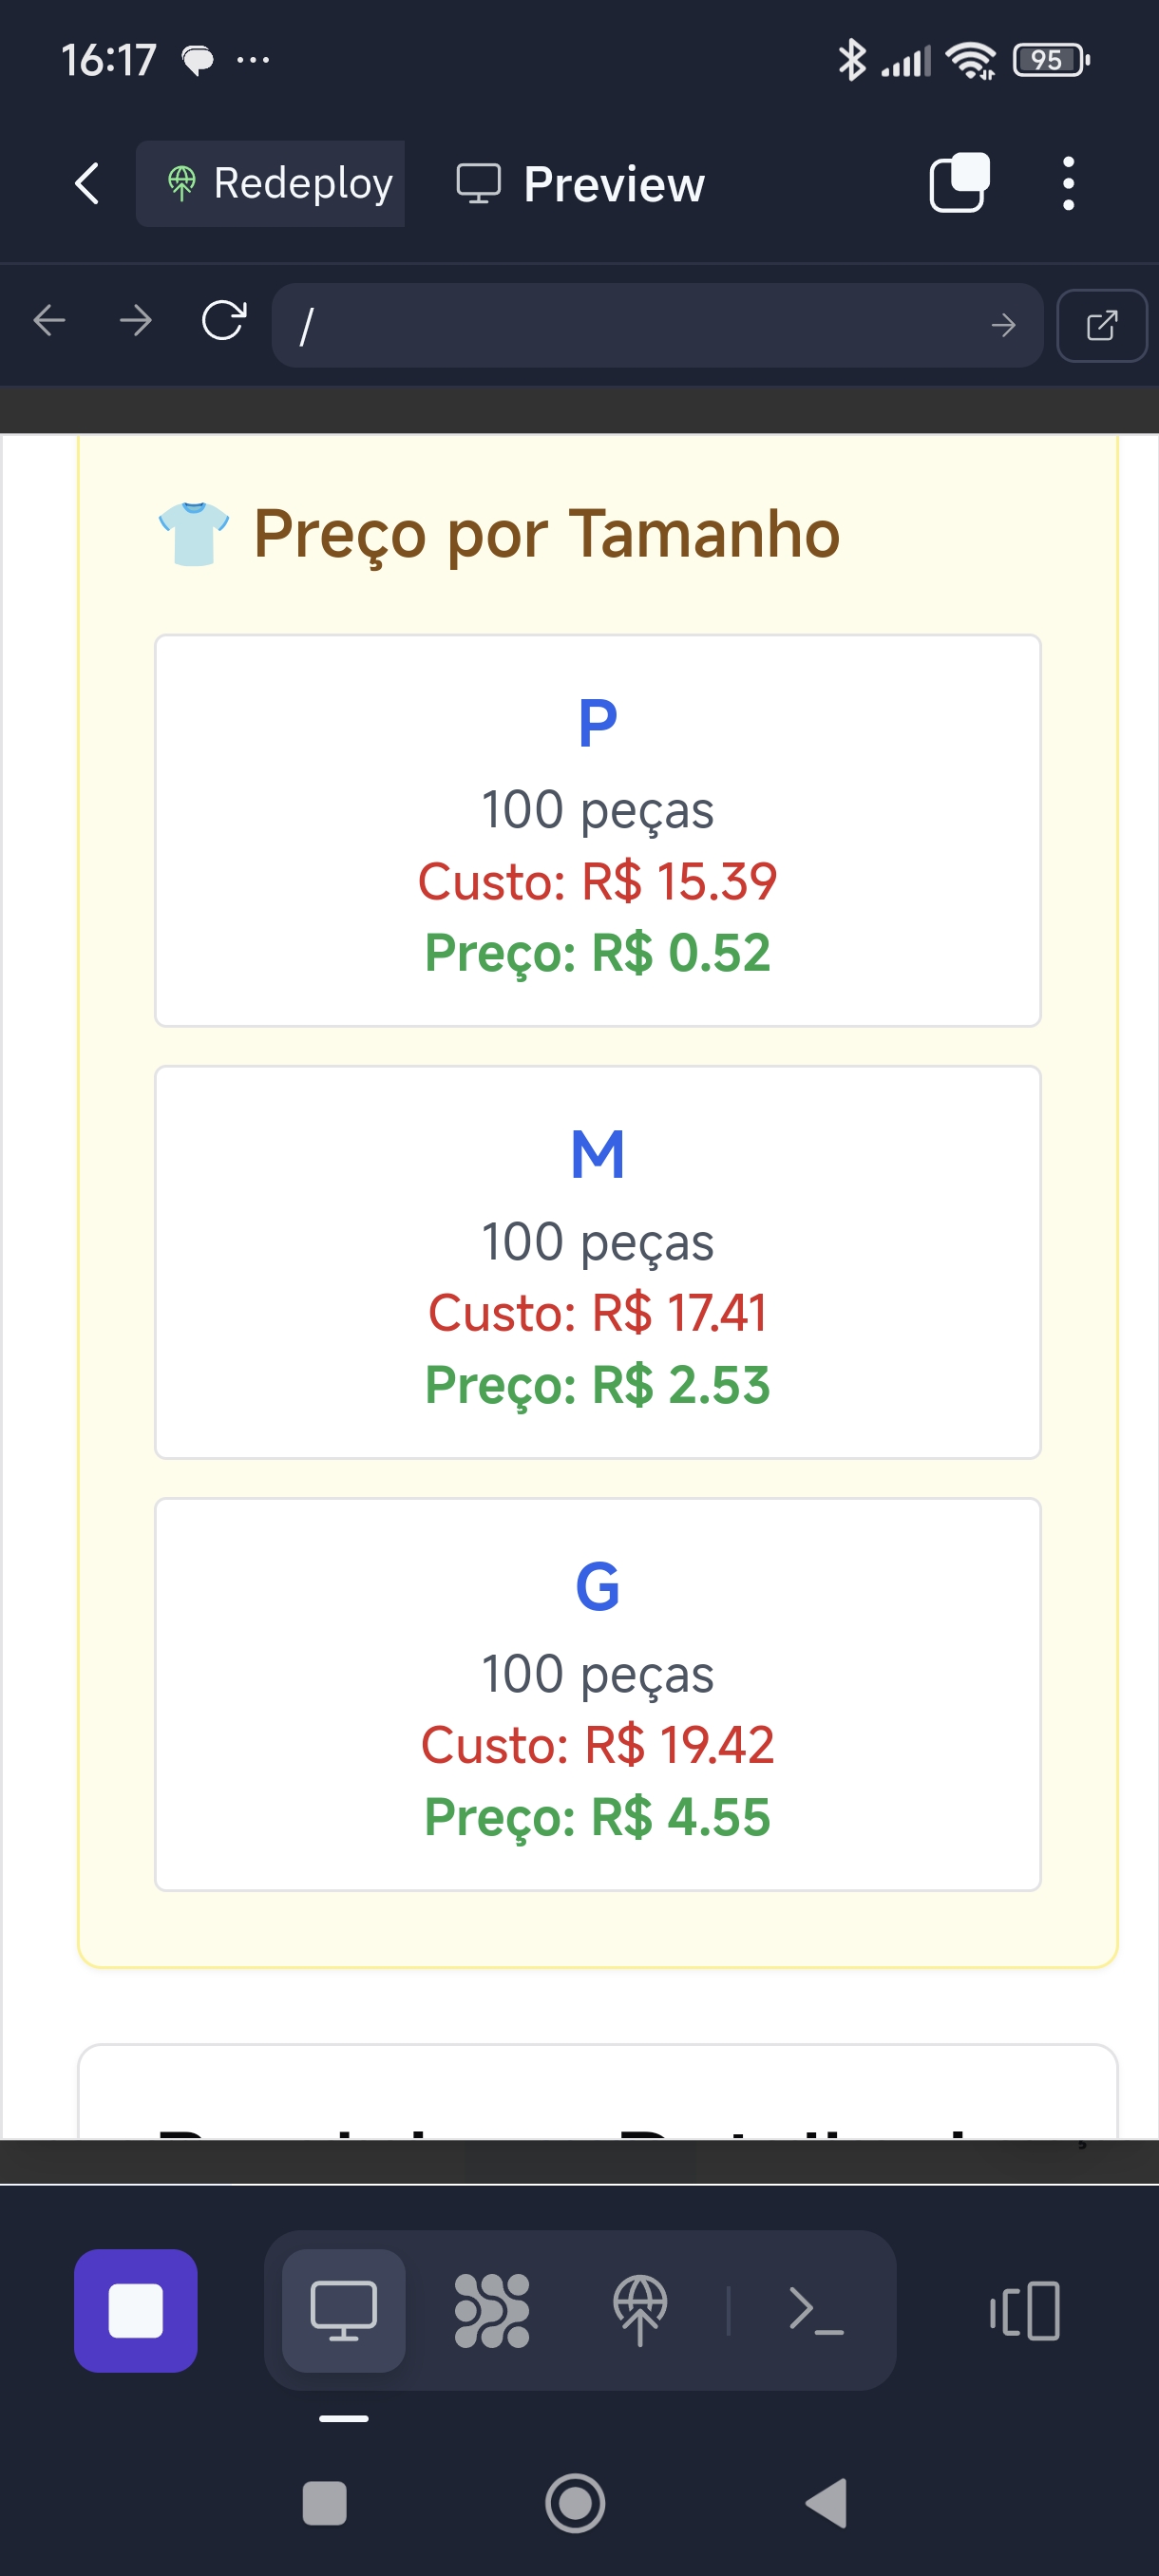 16:17
95
Redeploy
Preview
/
Preço por Tamanho
P
100 peças
Custo: R$ 15.39
Preço: R$ 0.52
M
100 peças
Custo: R$ 17.41
Preço: R$ 2.53
G
100 peças
Custo: R$ 19.42
Preço: R$ 4.55